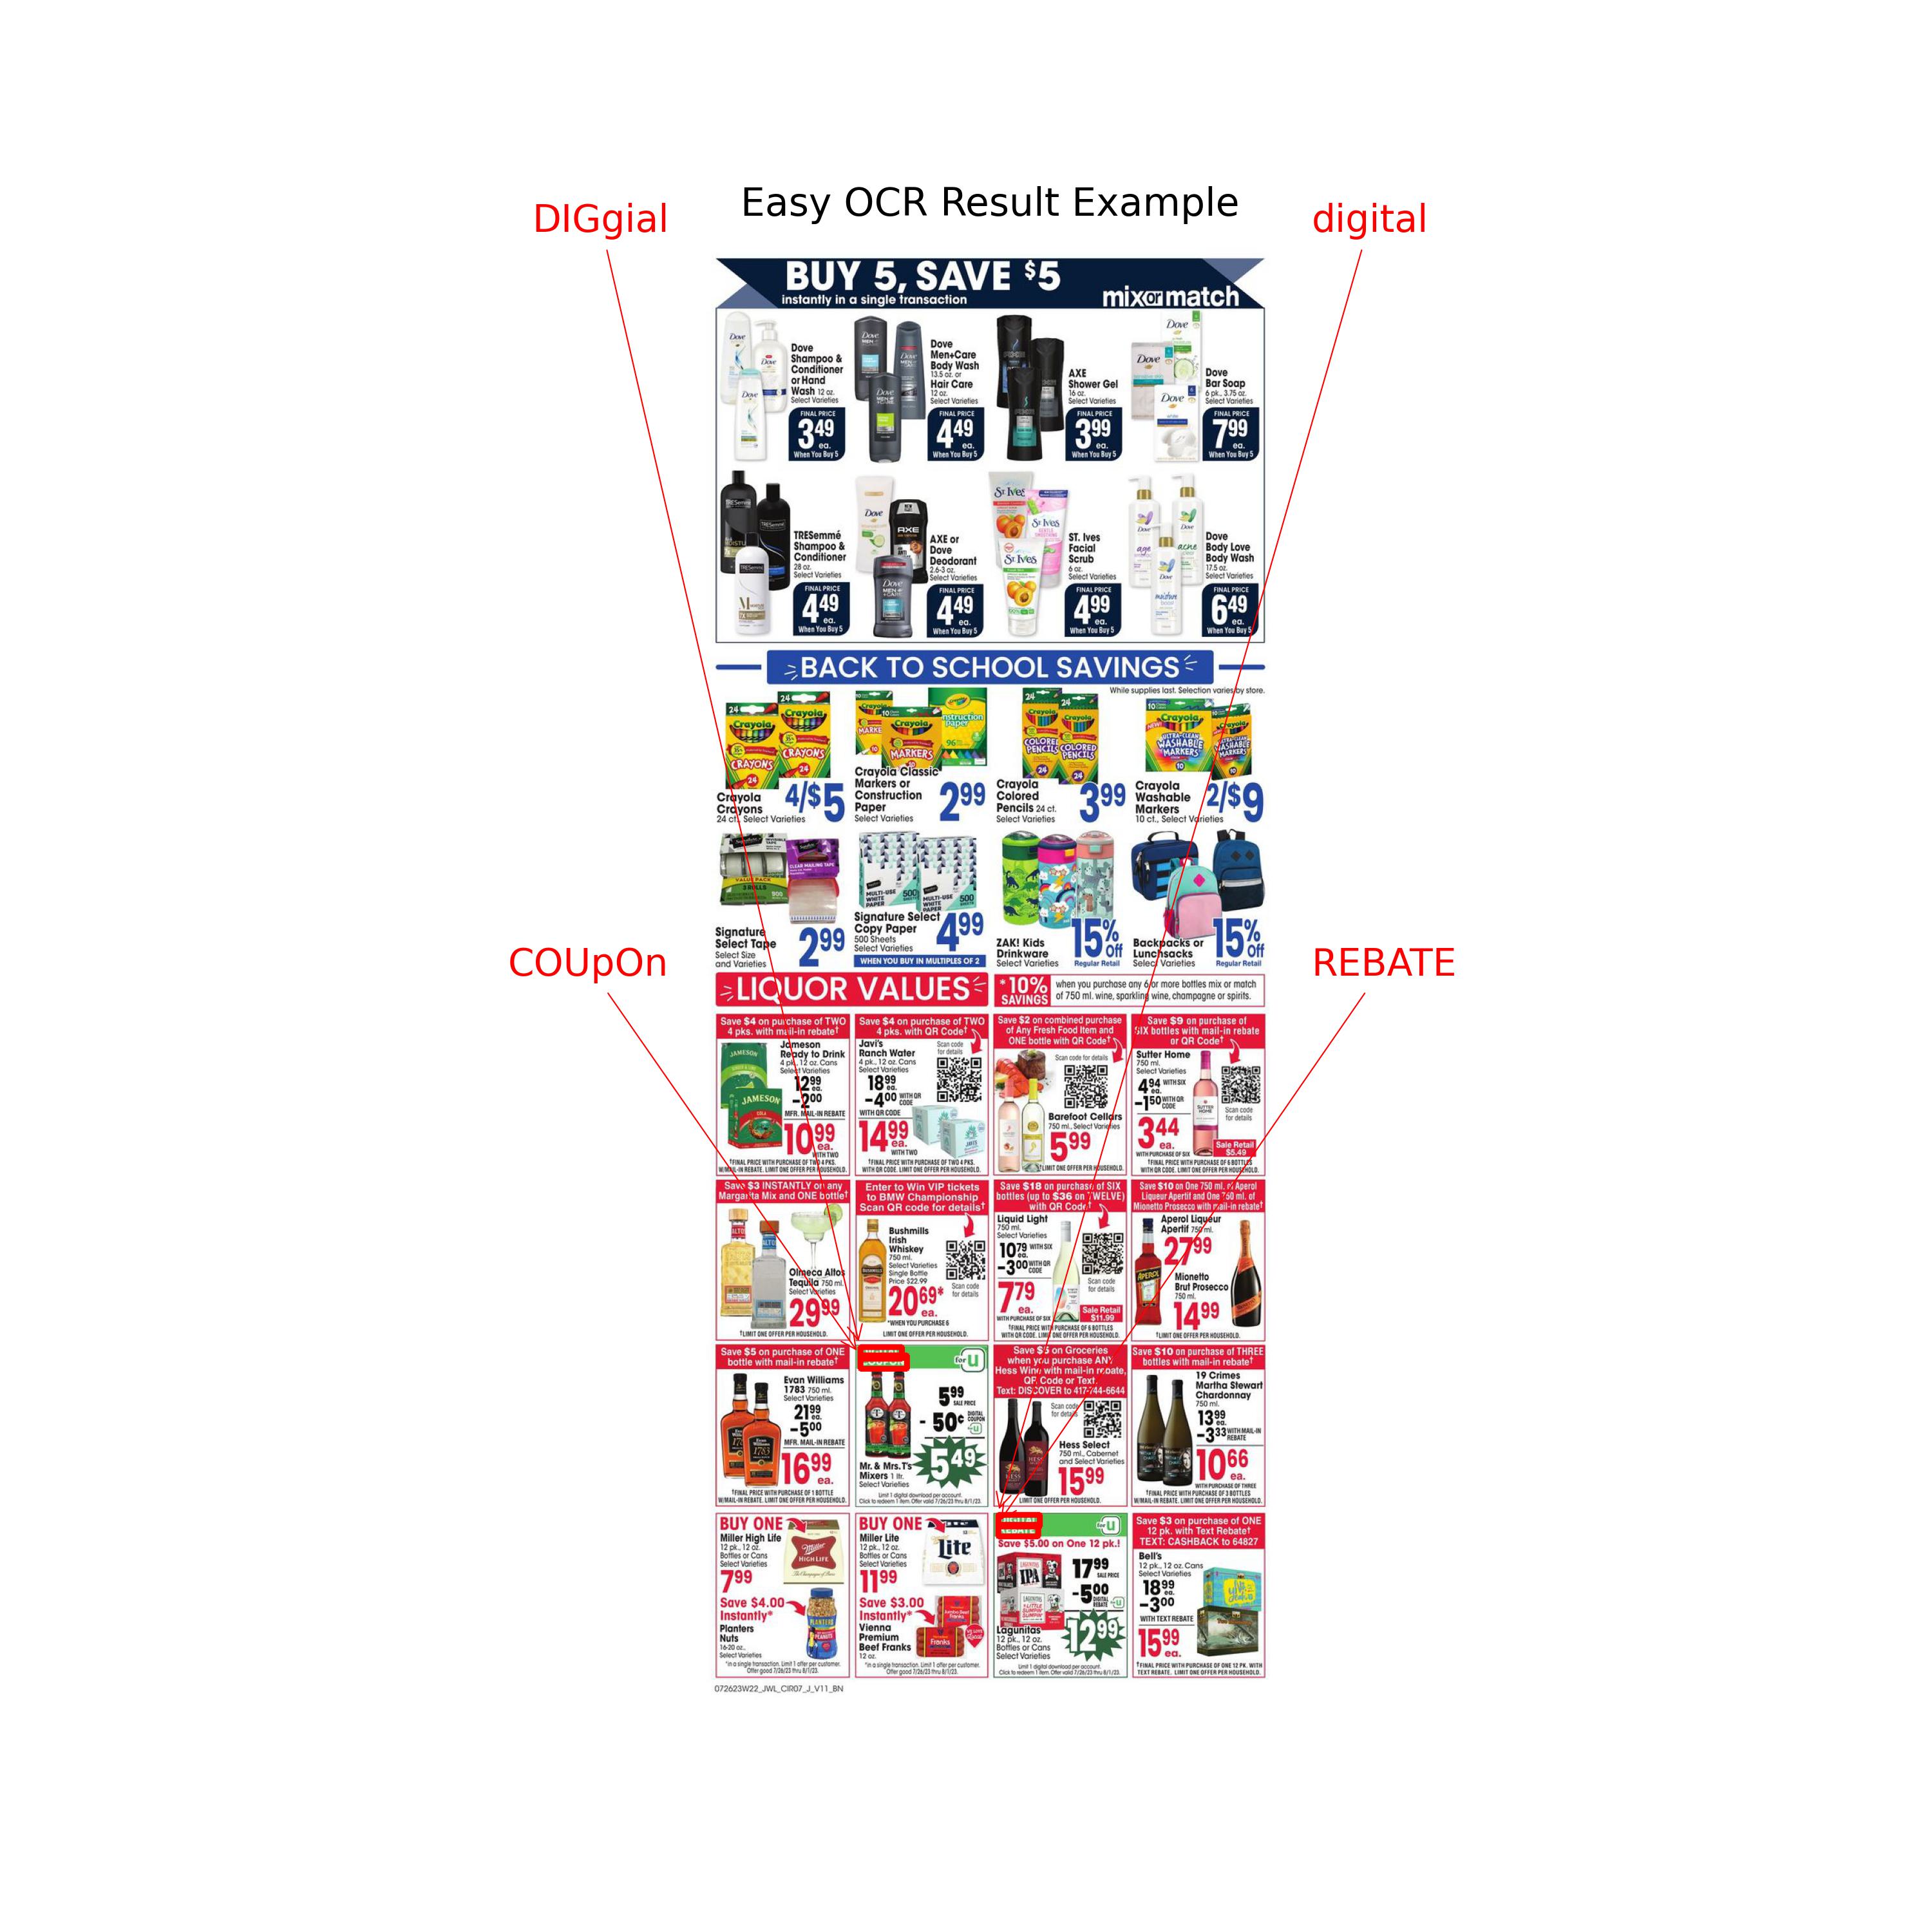 Easy OCR Result Example
DIGgial
digital
COUpOn
REBATE
BUY 5, SAVE $5
instantly in a single transaction
mix or match
Dove
Shampoo &
Conditioner
or Hand
Wash 12 oz.
Select Varieties
FINAL PRICE
3 49
ea.
When You Buy 5
Dove
Men+Care
Body Wash
13.5 oz. or
Hair Care
12 oz.
Select Varieties
FINAL PRICE
4 49
ea.
When You Buy 5
AXE
Shower Gel
16 oz.
Select Varieties
FINAL PRICE
3 99
ea.
When You Buy 5
Dove
Bar Soap
6 pk., 3.75 oz.
Select Varieties
FINAL PRICE
7 99
ea.
When You Buy 5
TRESemmé
Shampoo &
Conditioner
28 oz.
Select Varieties
FINAL PRICE
4 49
ea.
When You Buy 5
AXE or
Dove
Deodorant
2.6-3 oz.
Select Varieties
FINAL PRICE
4 49
ea.
When You Buy 5
ST. Ives
Facial
Scrub
6 oz.
Select Varieties
FINAL PRICE
4 99
ea.
When You Buy 5
Dove
Body Love
Body Wash
17.5 oz.
Select Varieties
FINAL PRICE
6 49
ea.
When You Buy 5
BACK TO SCHOOL SAVINGS
While supplies last. Selection varies by store.
Crayola
Crayons
24 ct., Select Varieties
4/$5
Crayola Classic
Markers or
Construction
Paper
Select Varieties
2 99
Crayola
Colored
Pencils 24 ct.
Select Varieties
3 99
Crayola
Washable
Markers
10 ct., Select Varieties
2/$9
Signature
Select Tape
Select Size
and Varieties
2 99
Signature Select
Copy Paper
500 Sheets
Select Varieties
4 99
WHEN YOU BUY IN MULTIPLES OF 2
ZAK! Kids
Drinkware
Select Varieties
15% Off
Regular Retail
Backpacks or
Lunchsacks
Select Varieties
15% Off
Regular Retail
LIQUOR VALUES
*10%
SAVINGS
when you purchase any 6 or more bottles mix or match
of 750 ml. wine, sparkling wine, champagne or spirits.
Save $4 on purchase of TWO
4 pks. with mail-in rebate†
Jameson
Ready to Drink
4 pk., 12 oz. Cans
Select Varieties
12 99 ea.
-2 00
MFR. MAIL-IN REBATE
10 99
ea.
WITH TWO
†FINAL PRICE WITH PURCHASE OF TWO 4 PKS.
W/MAIL-IN REBATE. LIMIT ONE OFFER PER HOUSEHOLD.
Save $4 on purchase of TWO
4 pks. with QR Code†
Javi's
Ranch Water
4 pk., 12 oz. Cans
Select Varieties
Scan code
for details
18 99 ea.
-4 00 WITH QR CODE
WITH QR CODE
14 99
ea.
WITH TWO
†FINAL PRICE WITH PURCHASE OF TWO 4 PKS.
WITH QR CODE. LIMIT ONE OFFER PER HOUSEHOLD.
Save $2 on combined purchase
of Any Fresh Food Item and
ONE bottle with QR Code†
Scan code for details
Barefoot Cellars
750 ml., Select Varieties
5 99
†LIMIT ONE OFFER PER HOUSEHOLD.
Save $9 on purchase of
SIX bottles with mail-in rebate
or QR Code†
Sutter Home
750 ml.
Select Varieties
4 94 ea. WITH SIX
-1 50 WITH QR CODE
Scan code
for details
3 44
ea.
WITH PURCHASE OF SIX
Sale Retail
$5.49
†FINAL PRICE WITH PURCHASE OF 6 BOTTLES
WITH QR CODE. LIMIT ONE OFFER PER HOUSEHOLD.
Save $3 INSTANTLY on any
Margarita Mix and ONE bottle†
Olmeca Altos
Tequila 750 ml.
Select Varieties
29 99
†LIMIT ONE OFFER PER HOUSEHOLD.
Enter to Win VIP tickets
to BMW Championship
Scan QR code for details†
Bushmills
Irish
Whiskey
750 ml.
Select Varieties
Single Bottle
Price $22.99
Scan code
for details
20 69*
ea.
*WHEN YOU PURCHASE 6
LIMIT ONE OFFER PER HOUSEHOLD.
Save $18 on purchase of SIX
bottles (up to $36 on TWELVE)
with QR Code†
Liquid Light
750 ml.
Select Varieties
10 79 ea. WITH SIX
-3 00 WITH QR CODE
Scan code
for details
7 79
ea.
WITH PURCHASE OF SIX
Sale Retail
$11.99
†FINAL PRICE WITH PURCHASE OF 6 BOTTLES
WITH QR CODE. LIMIT ONE OFFER PER HOUSEHOLD.
Save $10 on One 750 ml. of Aperol
Liqueur Apertif and One 750 ml. of
Mionetto Prosecco with mail-in rebate†
Aperol Liqueur
Apertif 750 ml.
27 99
Mionetto
Brut Prosecco
750 ml.
14 99
†LIMIT ONE OFFER PER HOUSEHOLD.
Save $5 on purchase of ONE
bottle with mail-in rebate†
Evan Williams
1783 750 ml.
Select Varieties
21 99 ea.
-5 00
MFR. MAIL-IN REBATE
16 99
ea.
†FINAL PRICE WITH PURCHASE OF 1 BOTTLE
W/MAIL-IN REBATE. LIMIT ONE OFFER PER HOUSEHOLD.
for U
5 99
SALE PRICE
- 50¢ DIGITAL COUPON
5 49
Mr. & Mrs. T's
Mixers 1 ltr.
Select Varieties
Limit 1 digital download per account.
Click to redeem 1 item. Offer valid 7/26/23 thru 8/1/23.
Save $5 on Groceries
when you purchase ANY
Hess Wine with mail-in rebate,
QR Code or Text.
Text: DISCOVER to 417-744-6644
Scan code
for details
Hess Select
750 ml., Cabernet
and Select Varieties
15 99
LIMIT ONE OFFER PER HOUSEHOLD.
Save $10 on purchase of THREE
bottles with mail-in rebate†
19 Crimes
Martha Stewart
Chardonnay
750 ml.
13 99 ea.
-3 33 WITH MAIL-IN REBATE
10 66
ea.
WITH PURCHASE OF THREE
†FINAL PRICE WITH PURCHASE OF 3 BOTTLES
W/MAIL-IN REBATE. LIMIT ONE OFFER PER HOUSEHOLD.
BUY ONE
Miller High Life
12 pk., 12 oz.
Bottles or Cans
Select Varieties
7 99
Save $4.00
Instantly*
Planters
Nuts
16-20 oz.,
Select Varieties
*in a single transaction. Limit 1 offer per customer.
Offer good 7/26/23 thru 8/1/23.
BUY ONE
Miller Life
12 pk., 12 oz.
Bottles or Cans
Select Varieties
11 99
Save $3.00
Instantly*
Vienna
Premium
Beef Franks
12 oz.
*in a single transaction. Limit 1 offer per customer.
Offer good 7/26/23 thru 8/1/23.
DIGITAL
REBATE
for U
Save $5.00 on One 12 pk.!
17 99
SALE PRICE
-5 00 DIGITAL REBATE
12 99
Lagunitas
12 pk., 12 oz.
Bottles or Cans
Select Varieties
Limit 1 digital download per account.
Click to redeem 1 item. Offer valid 7/26/23 thru 8/1/23.
Save $3 on purchase of ONE
12 pk. with Text Rebate†
TEXT: CASHBACK to 64827
Bell's
12 pk., 12 oz. Cans
Select Varieties
18 99 ea.
-3 00
WITH TEXT REBATE
15 99
ea.
†FINAL PRICE WITH PURCHASE OF ONE 12 PK. WITH
TEXT REBATE. LIMIT ONE OFFER PER HOUSEHOLD.
072623W22_JWL_CIR07_J_V11_BN